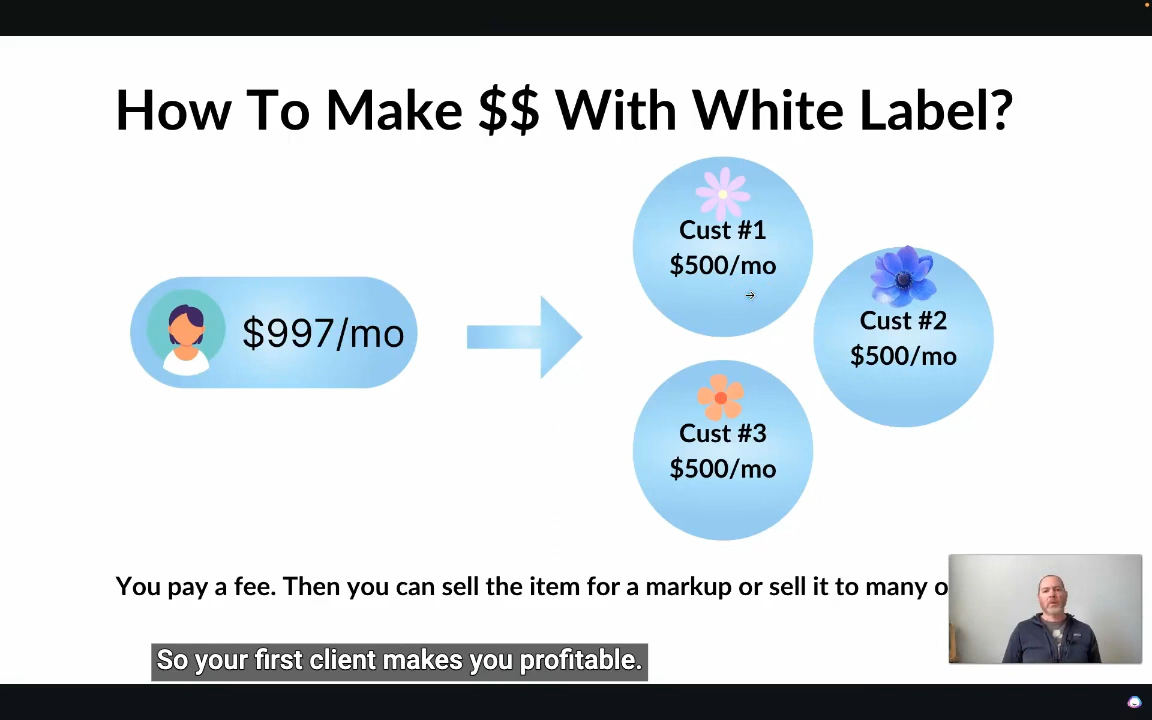 How To Make $$ With White Label?
$997/mo
Cust #1
$500/mo
Cust #2
$500/mo
Cust #3
$500/mo
You pay a fee. Then you can sell the item for a markup or sell it to many
So your first client makes you profitable.